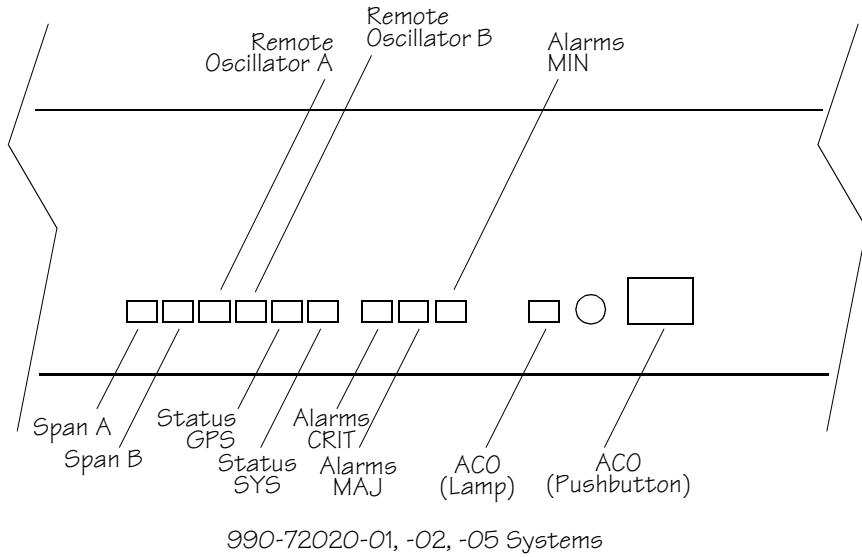 Remote
Oscillator A
Remote
Oscillator B
Alarms
MIN
Span A
Span B
Status
GPS
Status
SYS
Alarms
CRIT
Alarms
MAJ
ACO
(Lamp)
ACO
(Pushbutton)
990-72020-01, -02, -05 Systems